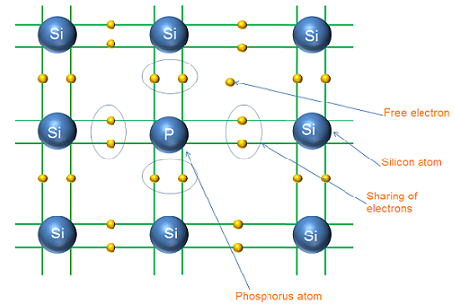 Si Si Si
Free electron
Si P Si
Silicon atom
Sharing of
electrons
Si Si Si
Phosphorus atom